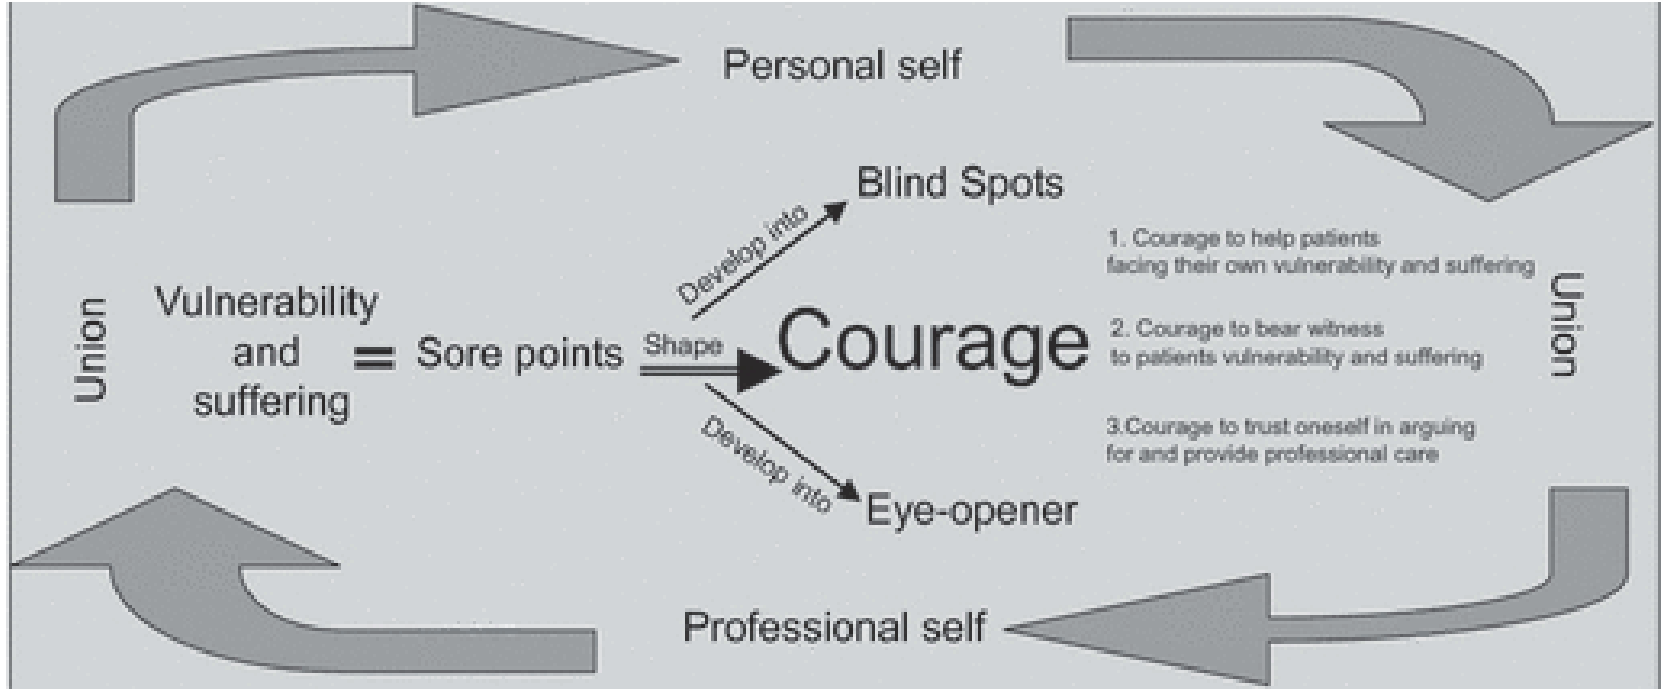 Personal self
Blind Spots
Develop into
1. Courage to help patients
facing their own vulnerability and suffering
Union
Vulnerability
and
suffering
=
Sore points
Shape
Courage
2. Courage to bear witness
to patients vulnerability and suffering
Union
3.Courage to trust oneself in arguing
for and provide professional care
Develop into
Eye-opener
Professional self